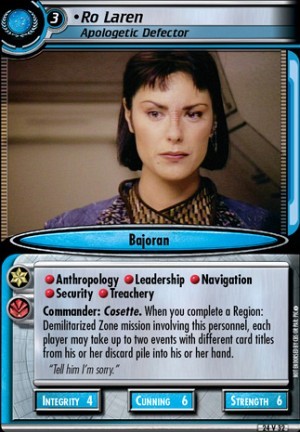 3
•Ro Laren
Apologetic Defector
Bajoran
Anthropology Leadership Navigation
Security Treachery
Commander: Cosette. When you complete a Region:
Demilitarized Zone mission involving this personnel, each
player may take up to two events with different card titles
from his or her discard pile into his or her hand.
"Tell him I'm sorry."
INTEGRITY 4 CUNNING 6 STRENGTH 6
24 V 32